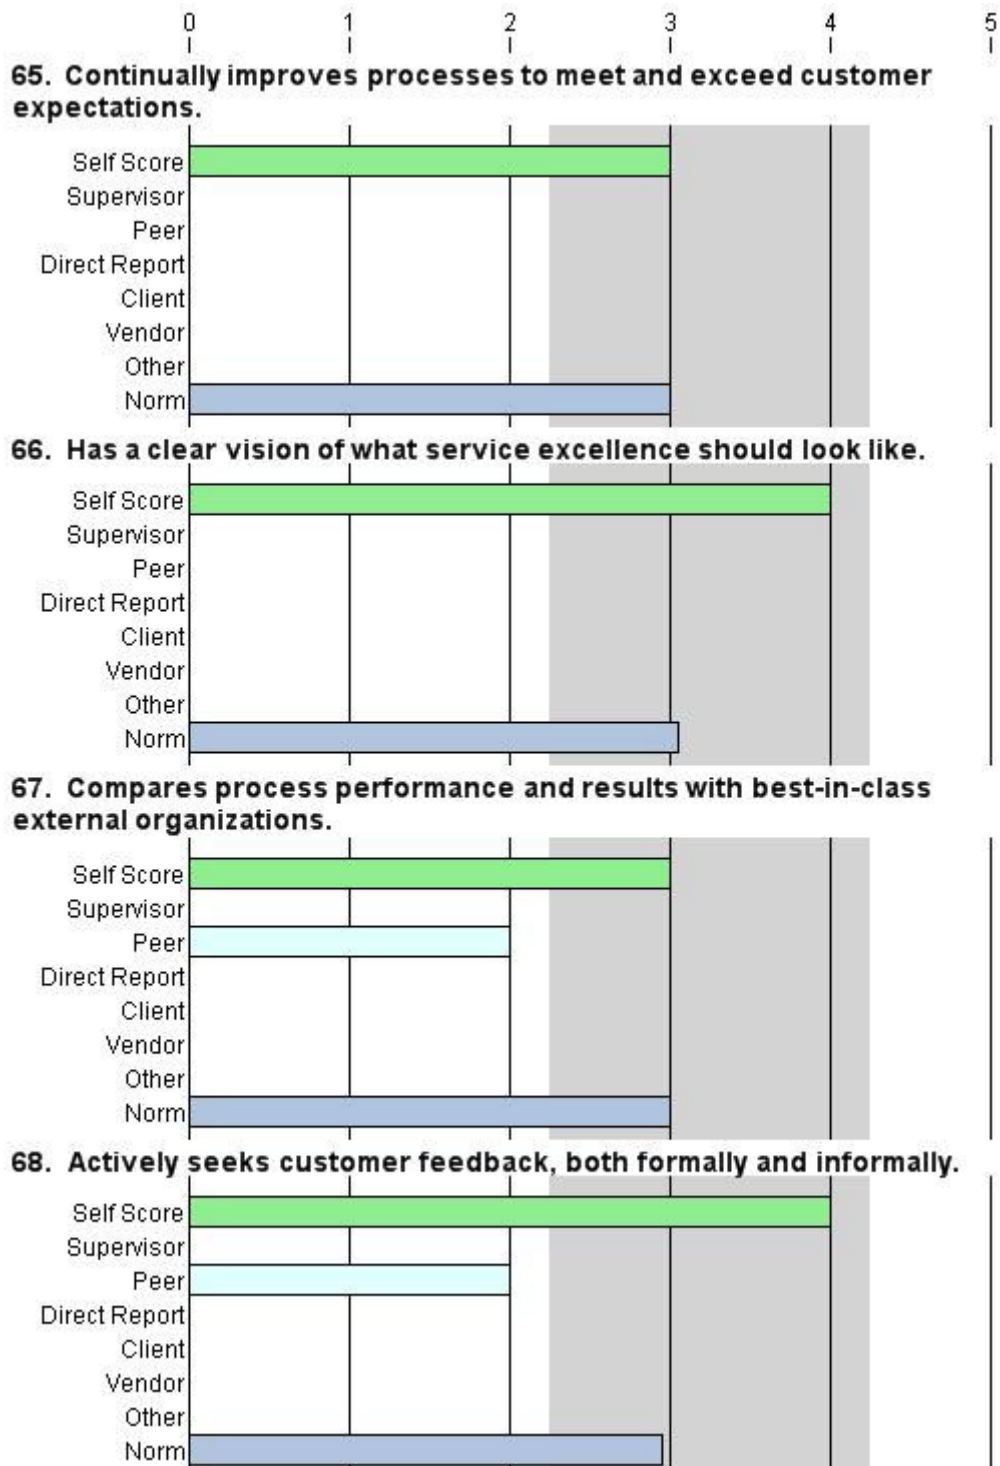 0 1 2 3 4 5
65. Continually improves processes to meet and exceed customer
expectations.
Self Score
Supervisor
Peer
Direct Report
Client
Vendor
Other
Norm
66. Has a clear vision of what service excellence should look like.
Self Score
Supervisor
Peer
Direct Report
Client
Vendor
Other
Norm
67. Compares process performance and results with best-in-class
external organizations.
Self Score
Supervisor
Peer
Direct Report
Client
Vendor
Other
Norm
68. Actively seeks customer feedback, both formally and informally.
Self Score
Supervisor
Peer
Direct Report
Client
Vendor
Other
Norm